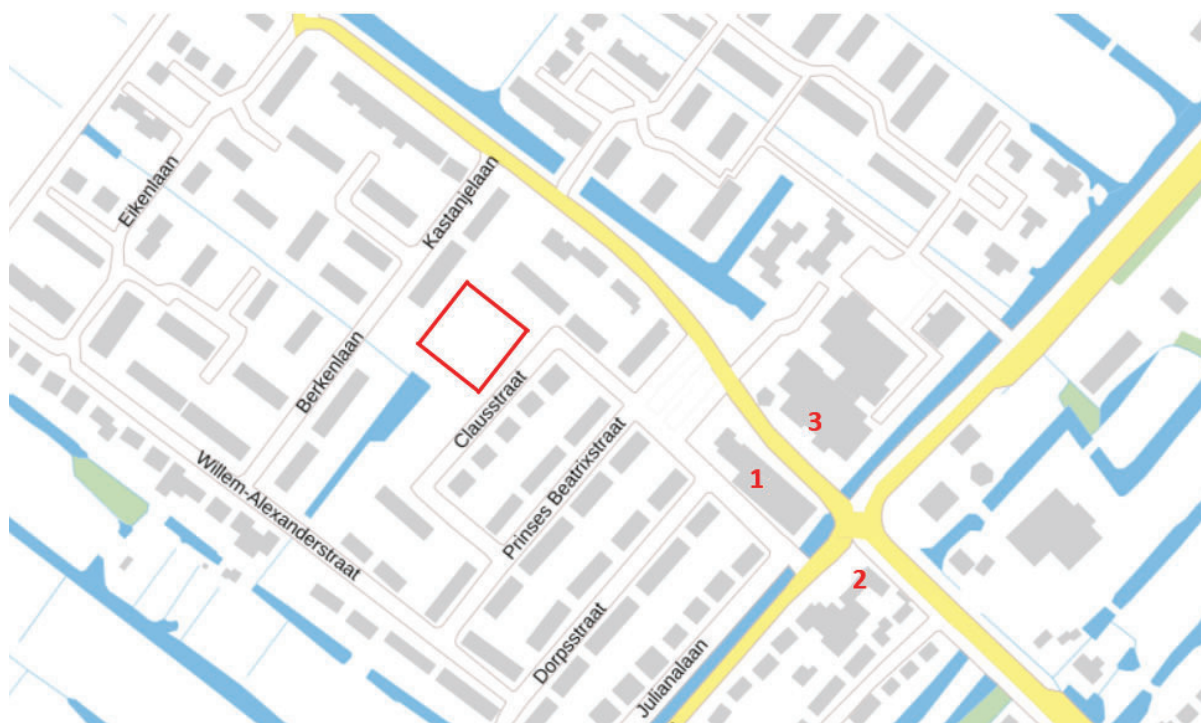 Eikenlaan
Kastanjelaan
Berkenlaan
Clausstraat
Prinses Beatrixstraat
Willem-Alexanderstraat
Dorpsstraat
Julianalaan
1
2
3